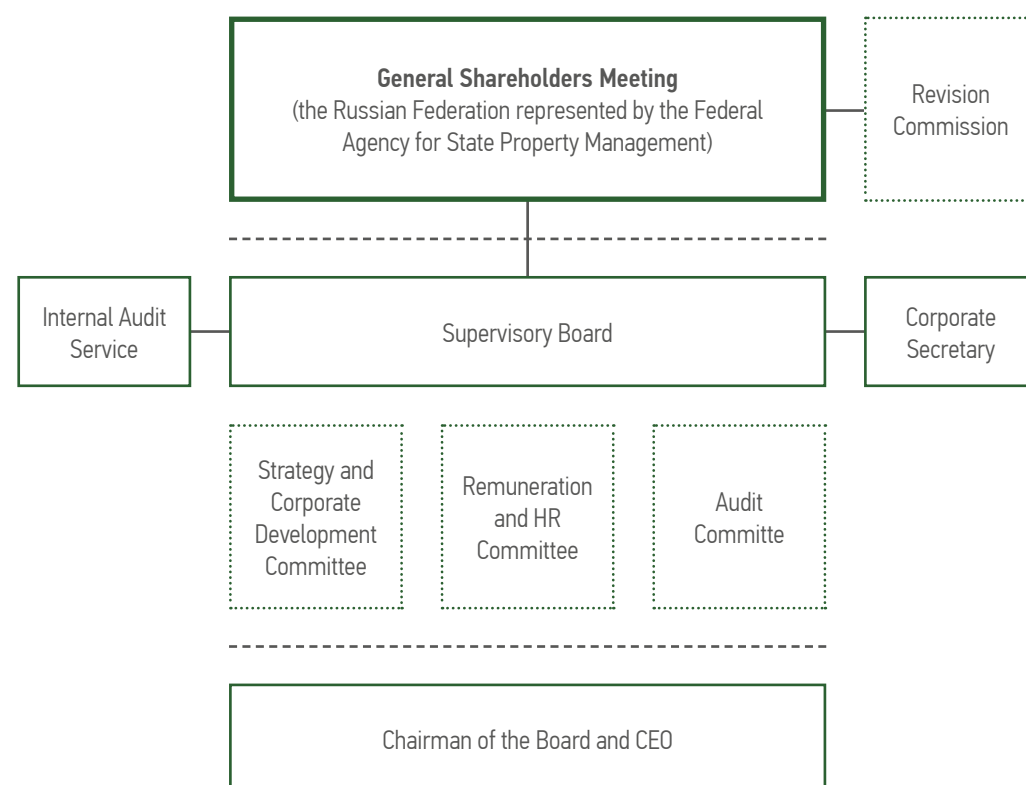 General Shareholders Meeting
(the Russian Federation represented by the Federal
Agency for State Property Management)
Revision
Commission
Internal Audit
Service
Supervisory Board
Corporate
Secretary
Strategy and
Corporate
Development
Committee
Remuneration
and HR
Committee
Audit
Committe
Chairman of the Board and CEO